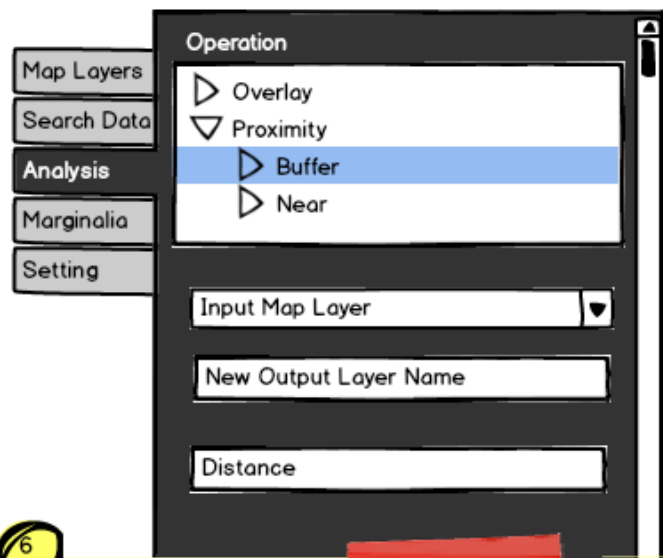 Operation
Map Layers
Search Data
Analysis
Marginalia
Setting
Overlay
Proximity
Buffer
Near
Input Map Layer
New Output Layer Name
Distance
6